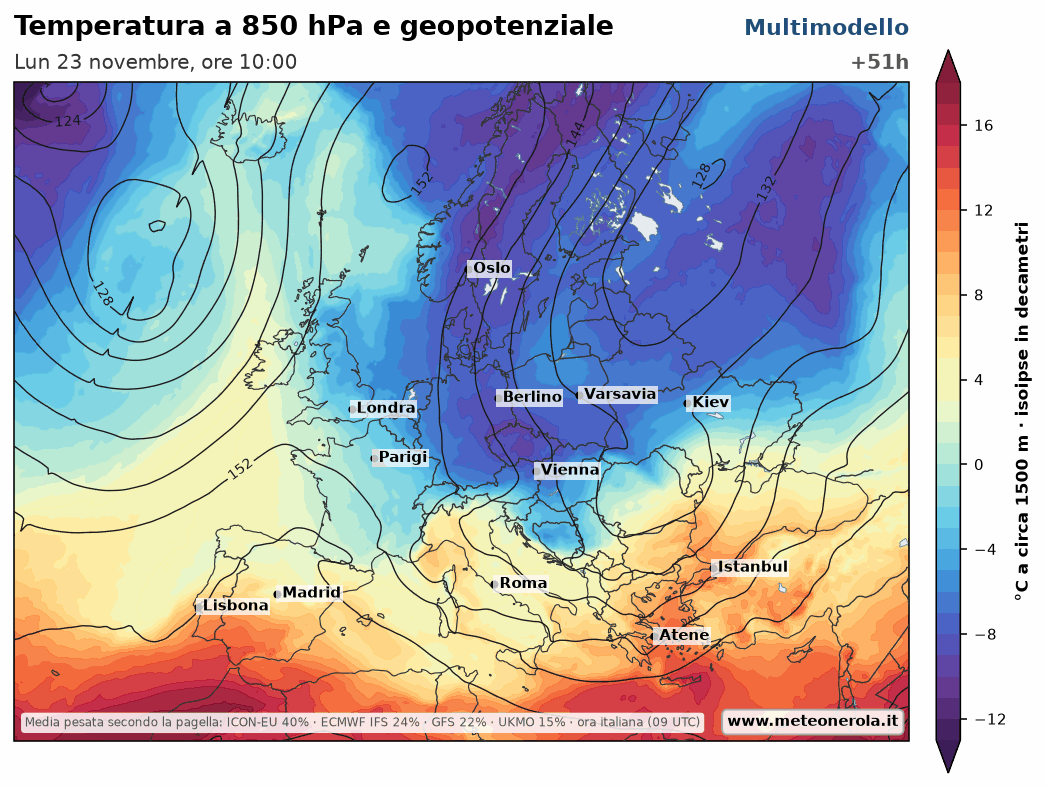 Temperatura a 850 hPa e geopotenziale
Multimodello
Lun 23 novembre, ore 10:00
+51h
124
144
152
128
132
16
12
Oslo
128
8
4
Berlino
Varsavia
Kiev
Londra
Parigi
152
Vienna
0
−4
Roma
Istanbul
Madrid
Lisbona
Atene
−8
−12
°C a circa 1500 m · isoipse in decametri
Media pesata secondo la pagella: ICON-EU 40% · ECMWF IFS 24% · GFS 22% · UKMO 15% · ora italiana (09 UTC)
www.meteonerola.it